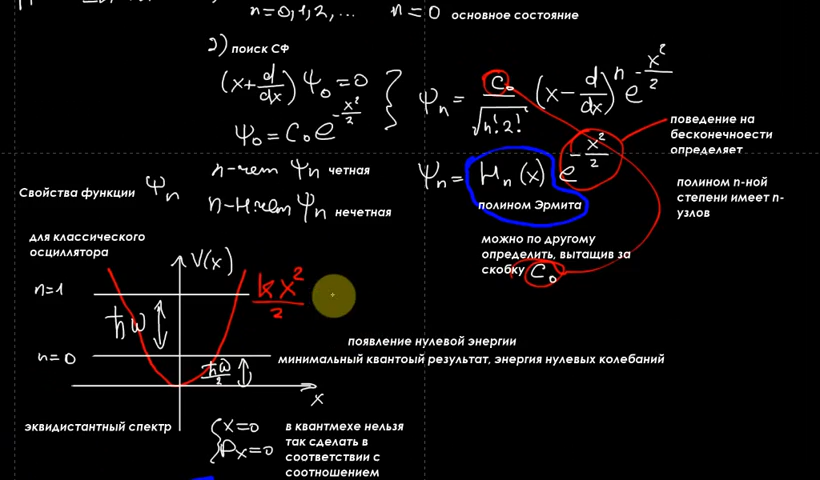 n=0,1,2,... n=0 основное состояние
2) поиск СФ
(x+d/dx)ψ₀=0
ψ₀=C₀e^(-x²/2)
ψₙ= C₀/√(n!2!) (x-d/dx)ⁿ e^(-x²/2)
поведение на
бесконечноести
определяет
ψₙ= Hₙ(x) e^(-x²/2)
полином Эрмита
полином n-ной
степени имеет n-
узлов
Свойства функции ψₙ
n-чет ψₙ четная
n-Нчет ψₙ нечетная
можно по другому
определить, вытащив за
скобку C₀
для классического
осциллятора
V(x)
kx²/2
n=1
ħω
появление нулевой энергии
n=0
ħω/2
минимальный квантоый результат, энергия нулевых колебаний
x
эквидистантный спектр
{x=0
Px=0
в квантмехе нельзя
так сделать в
соответствии с
соотношением